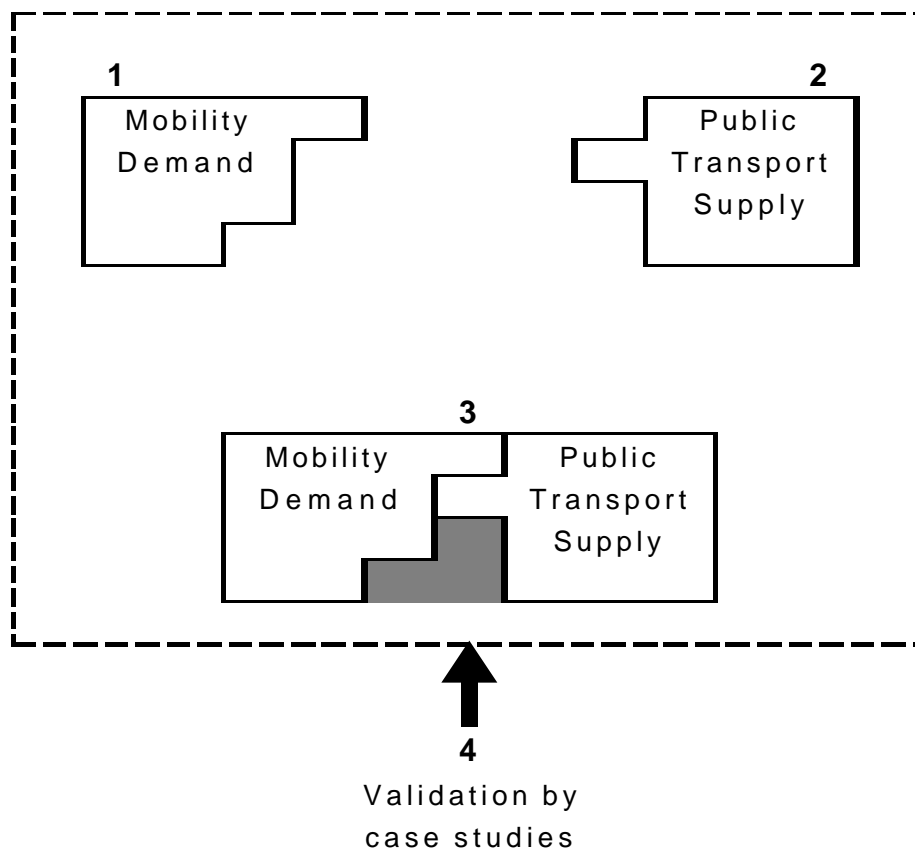 1
Mobility
Demand
2
Public
Transport
Supply
3
Mobility
Demand
Public
Transport
Supply
4
Validation by
case studies